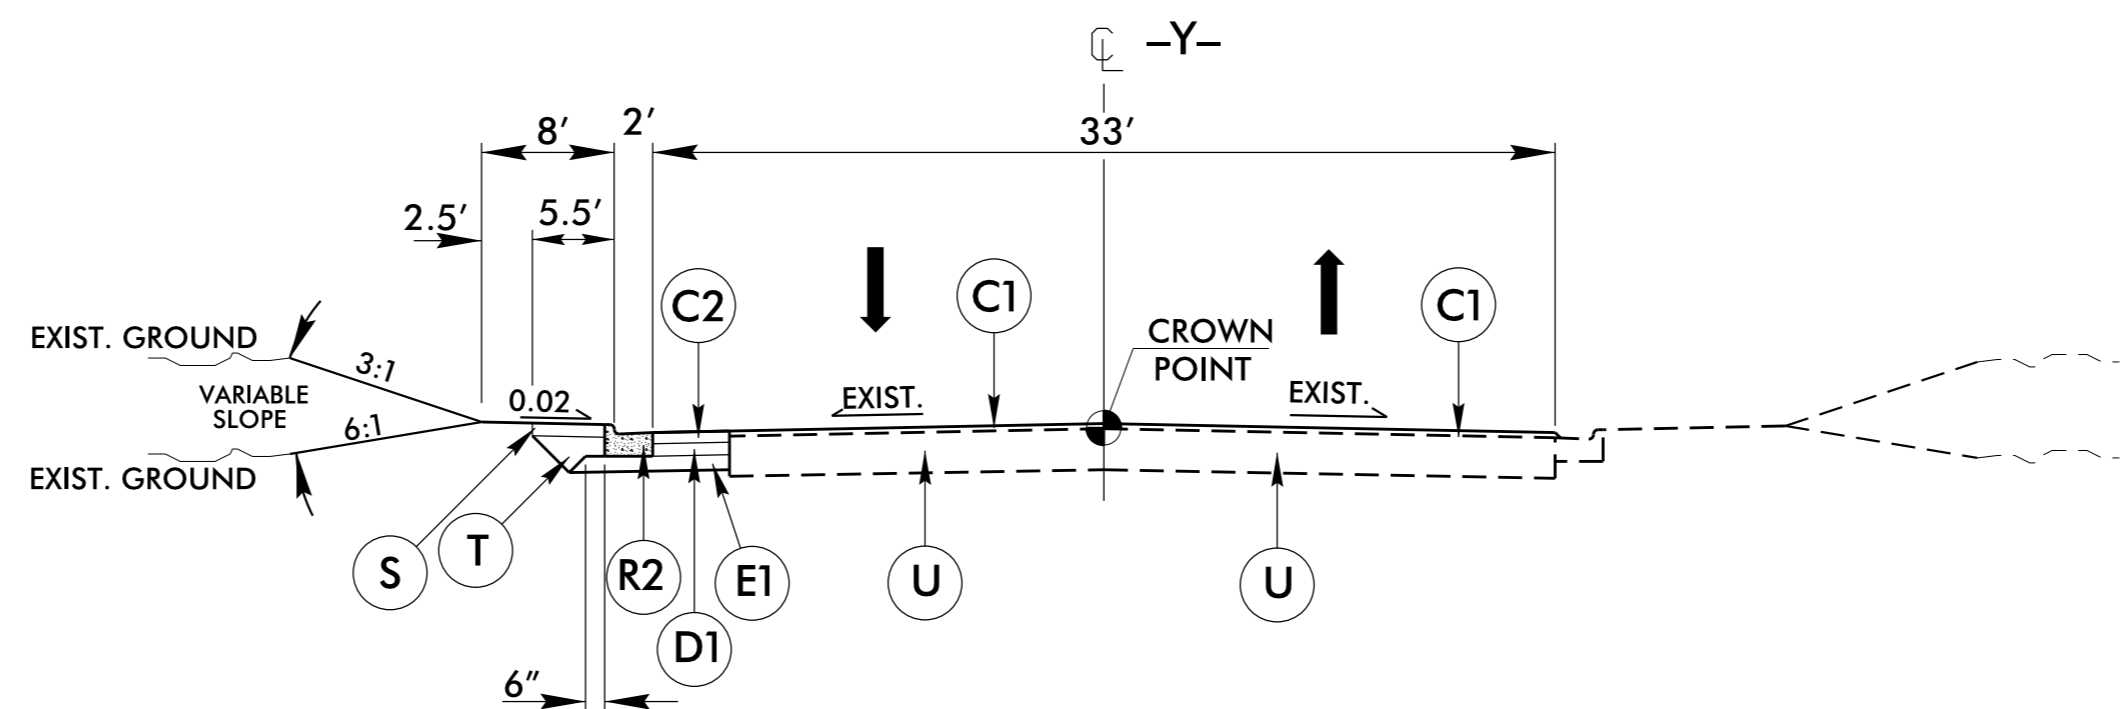 ℄ –Y–
8′ 2′ 33′
2.5′ 5.5′
C2 C1 C1
EXIST. GROUND
3:1
CROWN
POINT
VARIABLE
SLOPE
0.02
EXIST.
EXIST.
6:1
EXIST. GROUND
S T R2 E1 U U
D1
6″